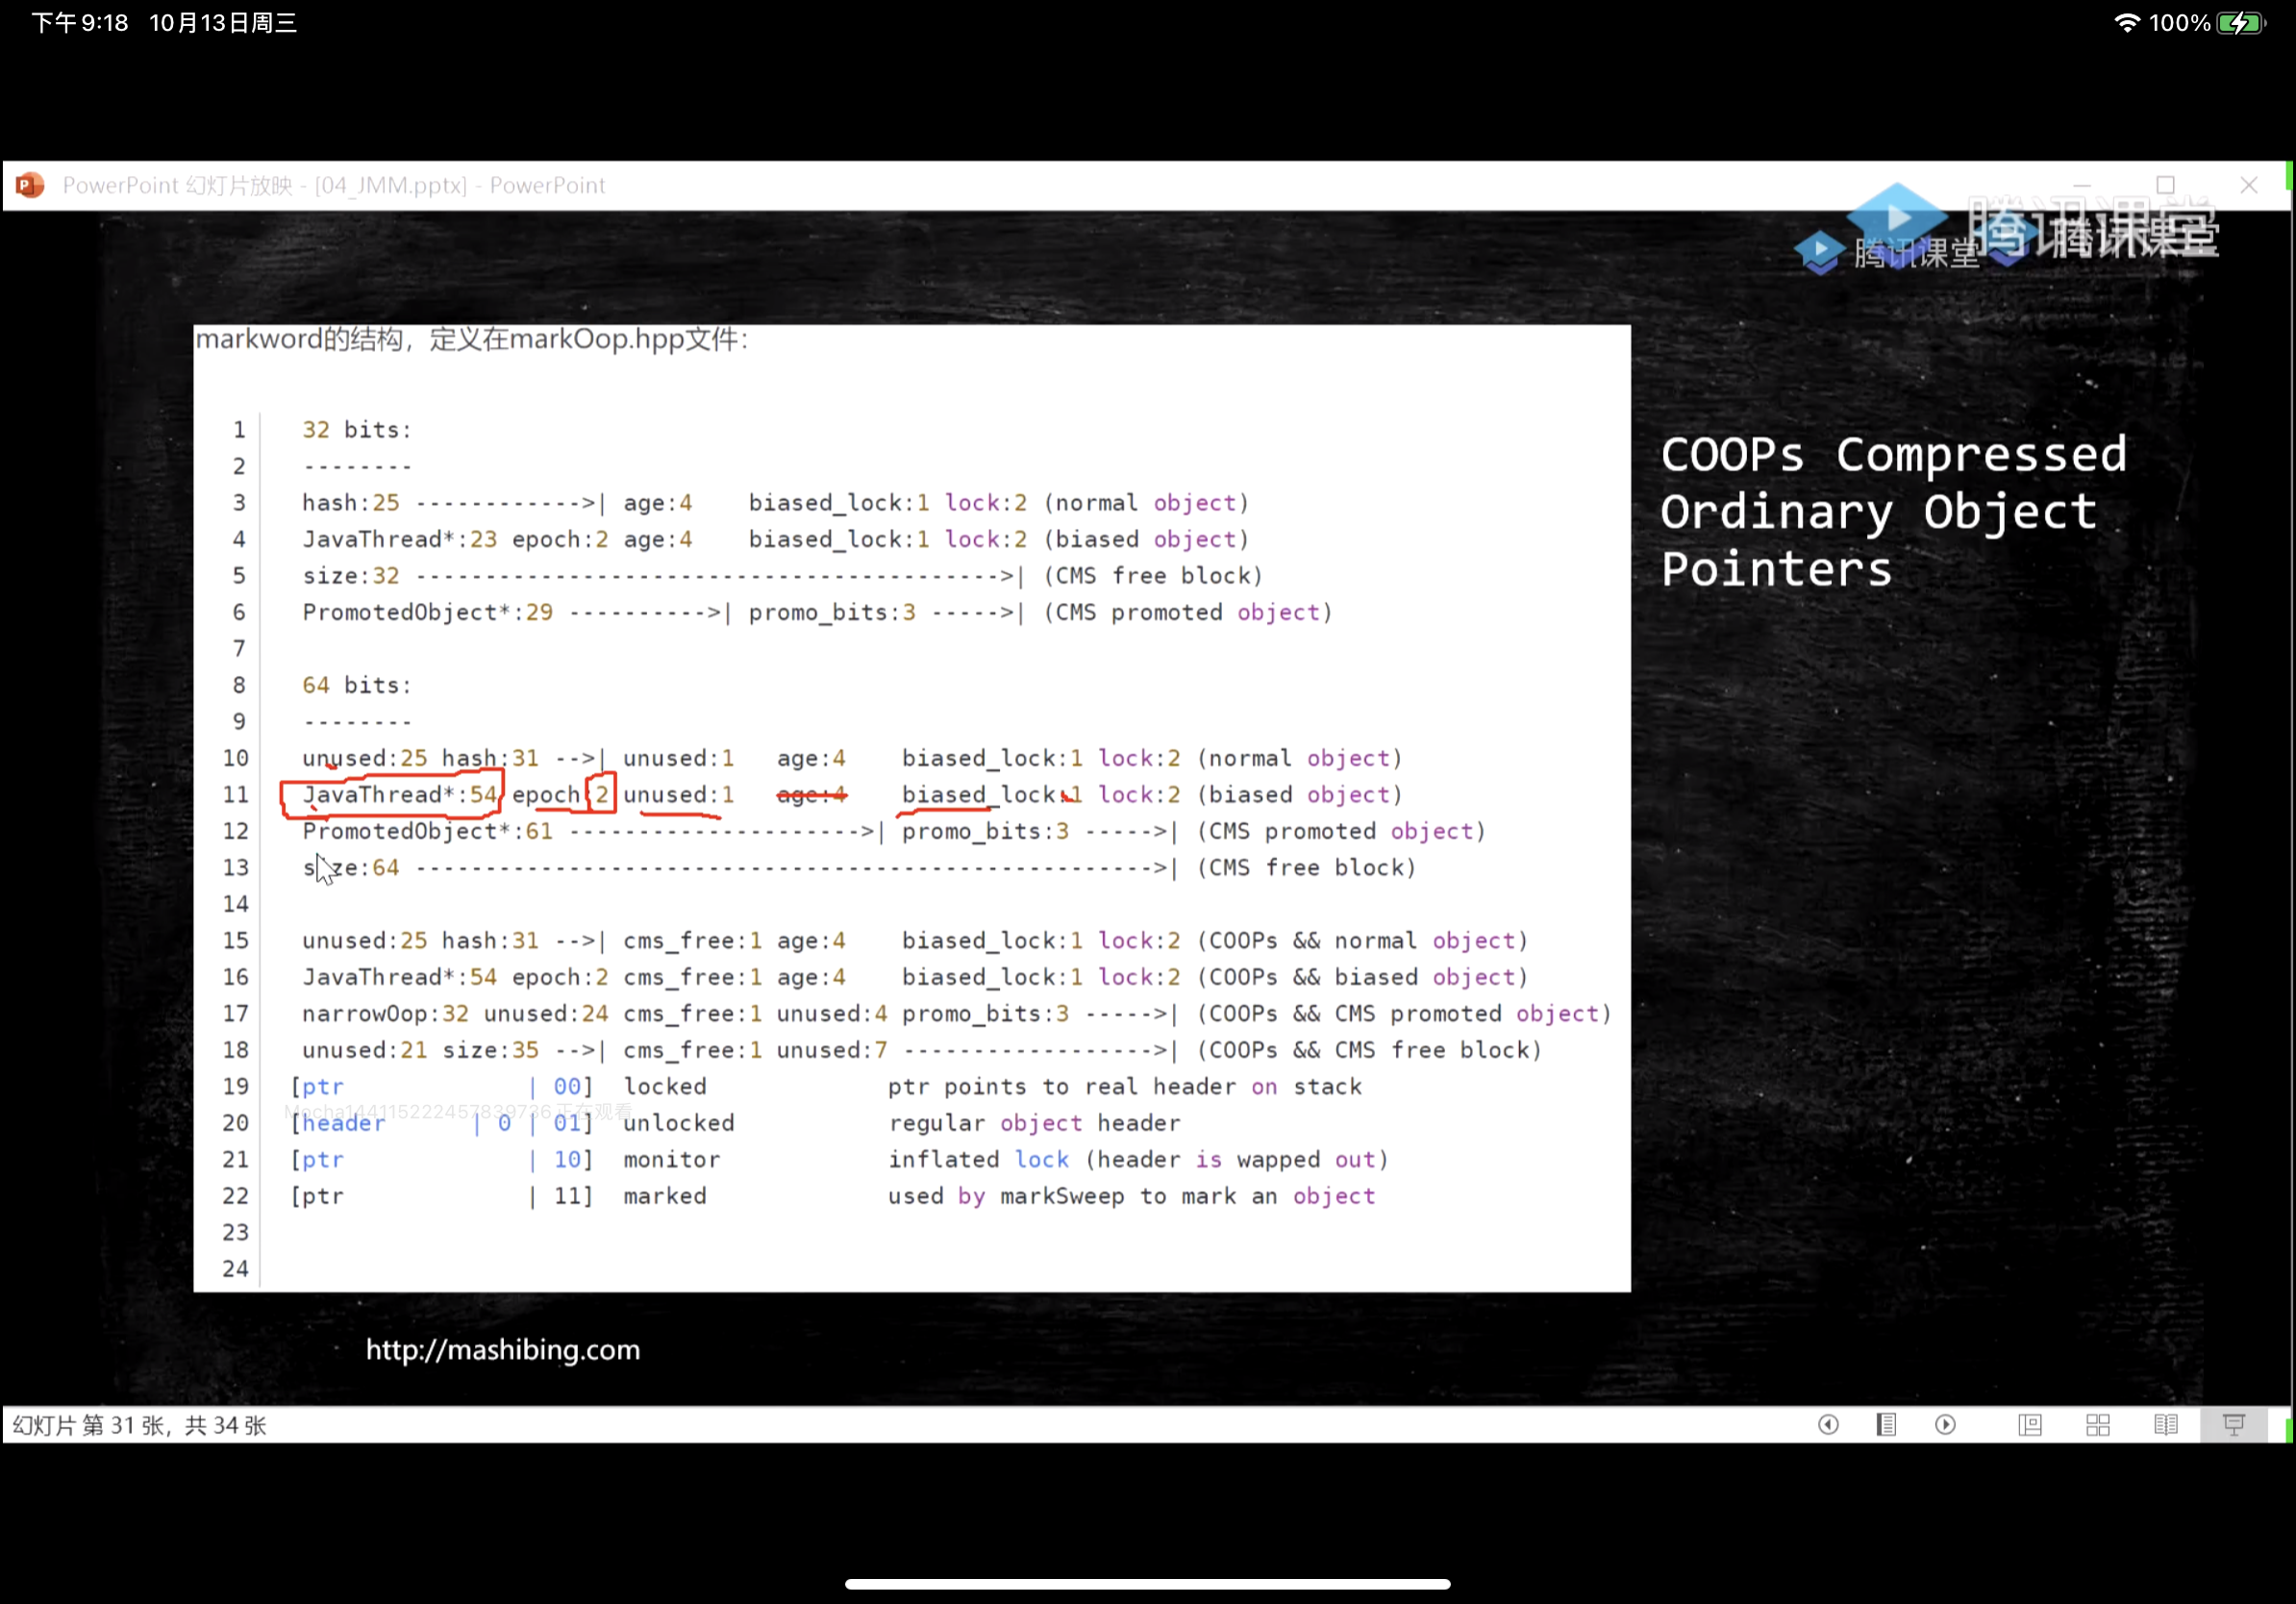 下午9:18 10月13日周三
100%
PowerPoint 幻灯片放映 - [04_JMM.pptx] - PowerPoint
腾讯课堂
腾讯课堂
腾讯课堂
markword的结构，定义在markOop.hpp文件：
1 32 bits:
2 --------
3 hash:25 ------------>| age:4 biased_lock:1 lock:2 (normal object)
4 JavaThread*:23 epoch:2 age:4 biased_lock:1 lock:2 (biased object)
5 size:32 ------------------------------------------>| (CMS free block)
6 PromotedObject*:29 ---------->| promo_bits:3 ----->| (CMS promoted object)
7
8 64 bits:
9 --------
10 unused:25 hash:31 -->| unused:1 age:4 biased_lock:1 lock:2 (normal object)
11 JavaThread*:54 epoch:2 unused:1 age:4 biased_lock:1 lock:2 (biased object)
12 PromotedObject*:61 --------------------->| promo_bits:3 ----->| (CMS promoted object)
13 size:64 ----------------------------------------------------->| (CMS free block)
14
15 unused:25 hash:31 -->| cms_free:1 age:4 biased_lock:1 lock:2 (COOPs && normal object)
16 JavaThread*:54 epoch:2 cms_free:1 age:4 biased_lock:1 lock:2 (COOPs && biased object)
17 narrowOop:32 unused:24 cms_free:1 unused:4 promo_bits:3 ----->| (COOPs && CMS promoted object)
18 unused:21 size:35 -->| cms_free:1 unused:7 ------------------>| (COOPs && CMS free block)
19 [ptr | 00] locked ptr points to real header on stack
Mocha144115222457839736 正在观看
20 [header | 0 | 01] unlocked regular object header
21 [ptr | 10] monitor inflated lock (header is wapped out)
22 [ptr | 11] marked used by markSweep to mark an object
23
24
COOPs Compressed
Ordinary Object
Pointers
http://mashibing.com
幻灯片 第 31 张，共 34 张